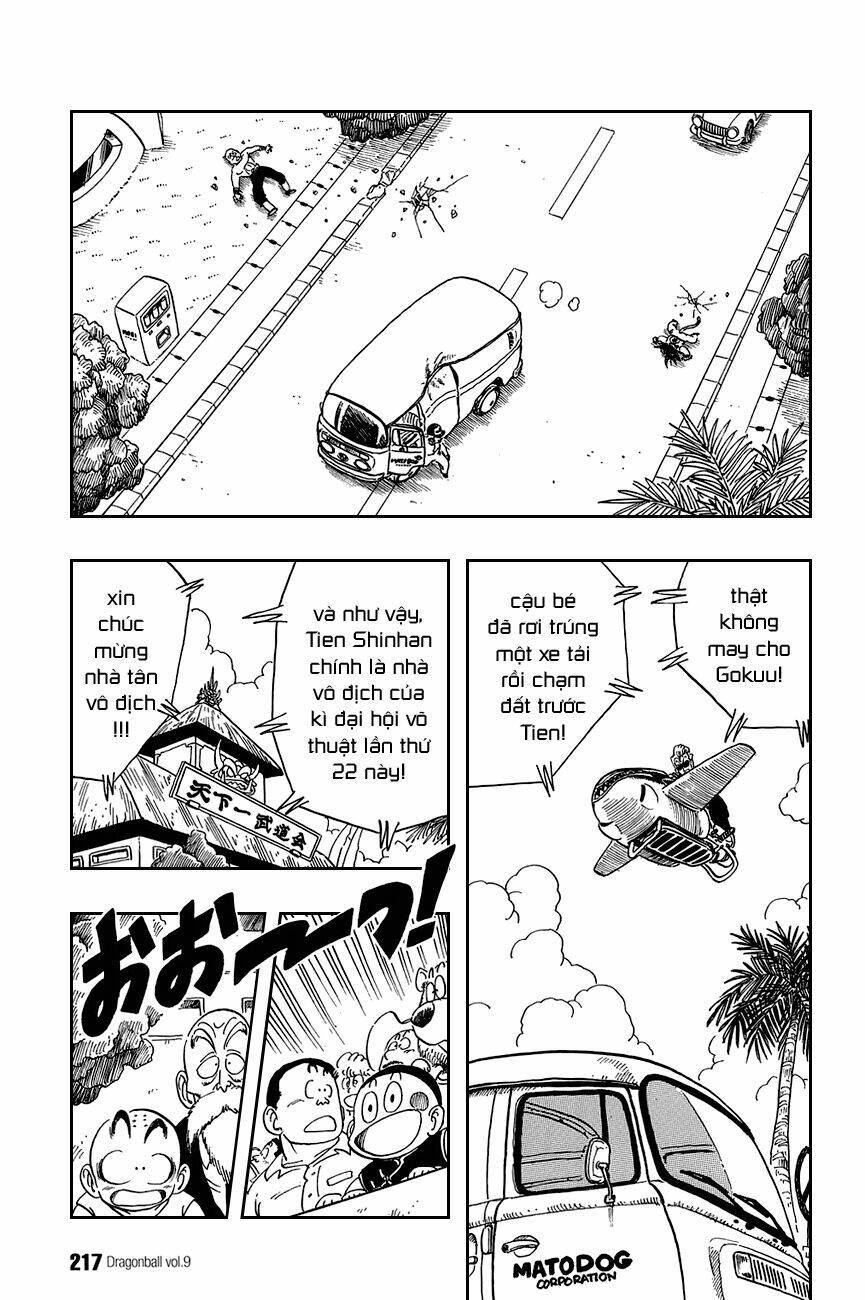 thật
không
may cho
Gokuu!
cậu bé
đã rơi trúng
một xe tải
rồi chạm
đất trước
Tien!
và như vậy,
Tien Shinhan
chính là nhà
vô địch của
kì đại hội võ
thuật lần thứ
22 này!
xin
chúc
mừng
nhà tân
vô địch
!!!
天下一武道会
おおーっ!
MATODOG
CORPORATION
217 Dragonball vol.9